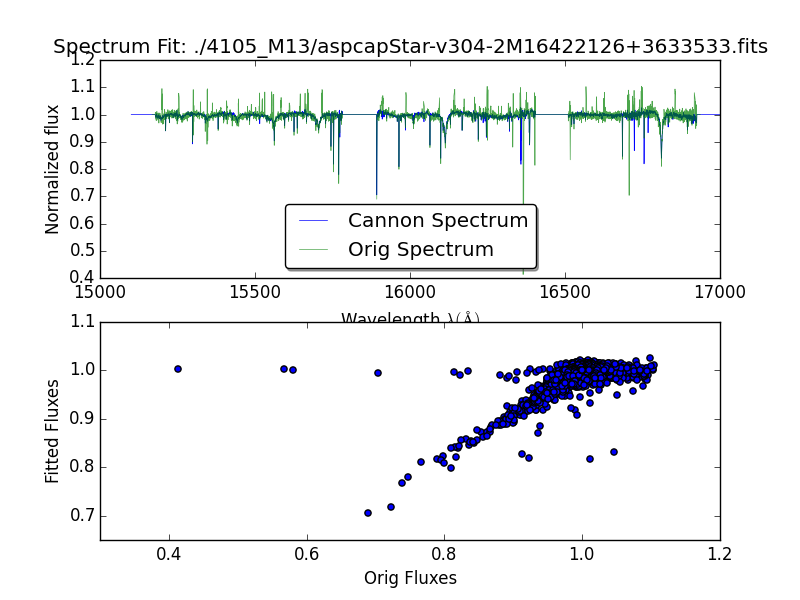 Spectrum Fit: ./4105_M13/aspcapStar-v304-2M16422126+3633533.fits
1.2
1.0
0.9
0.8
0.7
0.6
0.5
0.4
Normalized flux
Cannon Spectrum
Orig Spectrum
15000 15500 16000 16500 17000
Wavelength λ(Å)
1.1
1.0
0.9
0.8
0.7
Fitted Fluxes
0.4 0.6 0.8 1.0 1.2
Orig Fluxes